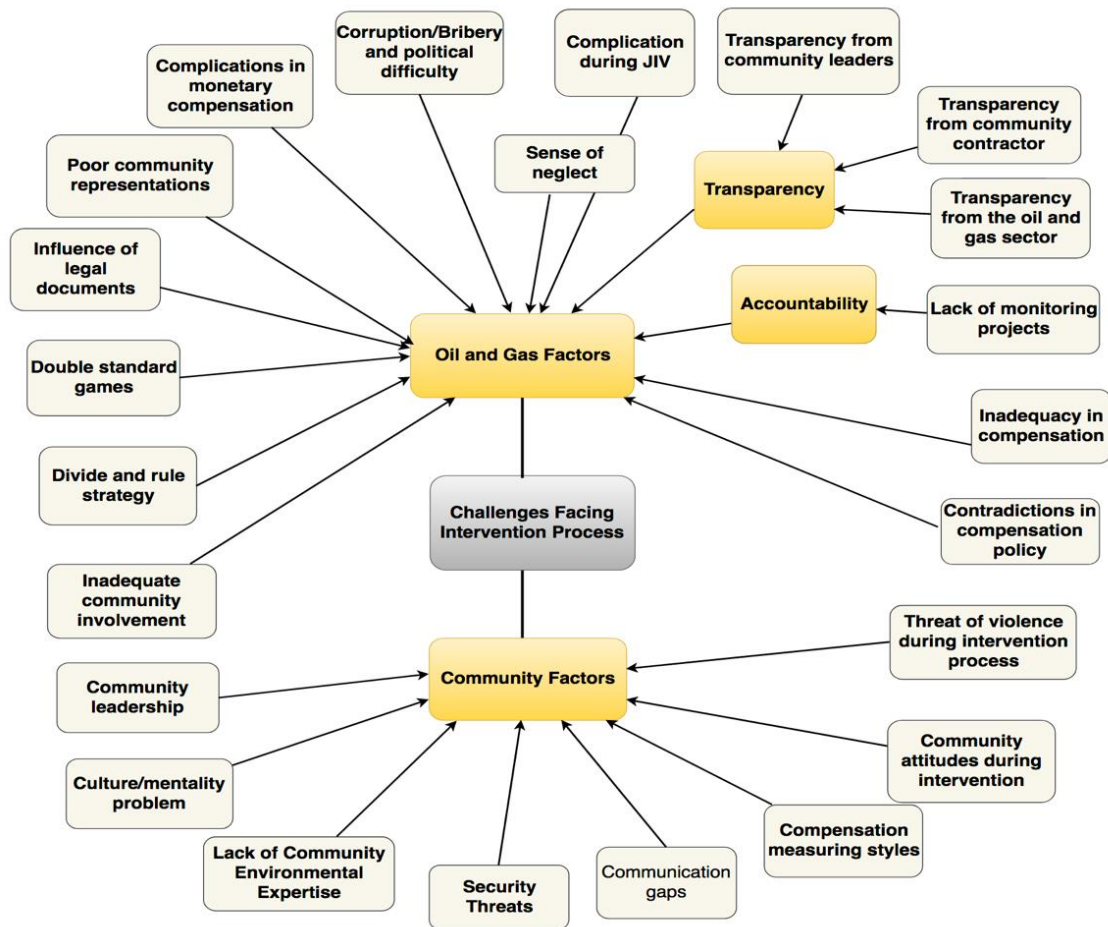 Corruption/Bribery
and political
difficulty
Complication
during JIV
Transparency from
community leaders
Complications in
monetary
compensation
Transparency
from community
contractor
Sense of
neglect
Poor community
representations
Transparency
Transparency
from the oil and
gas sector
Influence of
legal
documents
Accountability
Lack of monitoring
projects
Oil and Gas Factors
Double standard
games
Inadequacy in
compensation
Divide and rule
strategy
Challenges Facing
Intervention Process
Contradictions in
compensation
policy
Inadequate
community
involvement
Threat of violence
during intervention
process
Community
leadership
Community Factors
Community
attitudes during
intervention
Culture/mentality
problem
Compensation
measuring styles
Lack of Community
Environmental
Expertise
Security
Threats
Communication
gaps